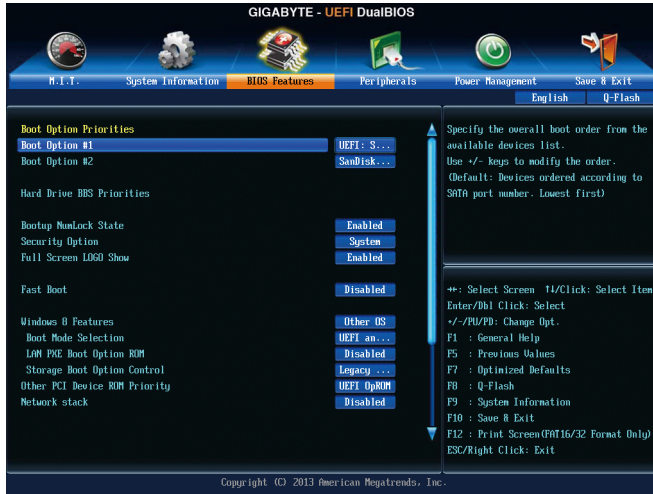 GIGABYTE - UEFI DualBIOS
M.I.T. System Information BIOS Features Peripherals Power Management Save & Exit
English Q-Flash
Boot Option Priorities
Boot Option #1 UEFI: S...
Boot Option #2 SanDisk...
Hard Drive BBS Priorities
Bootup NumLock State Enabled
Security Option System
Full Screen LOGO Show Enabled
Fast Boot Disabled
Windows 8 Features Other OS
Boot Mode Selection UEFI an...
LAN PXE Boot Option ROM Disabled
Storage Boot Option Control Legacy ...
Other PCI Device ROM Priority UEFI OpROM
Network stack Disabled
Specify the overall boot order from the
available devices list.
Use +/- keys to modify the order.
(Default: Devices ordered according to
SATA port number. Lowest first)
→←: Select Screen ↑↓/Click: Select Item
Enter/Dbl Click: Select
+/-/PU/PD: Change Opt.
F1 : General Help
F5 : Previous Values
F7 : Optimized Defaults
F8 : Q-Flash
F9 : System Information
F10 : Save & Exit
F12 : Print Screen(FAT16/32 Format Only)
ESC/Right Click: Exit
Copyright (C) 2013 American Megatrends, Inc.